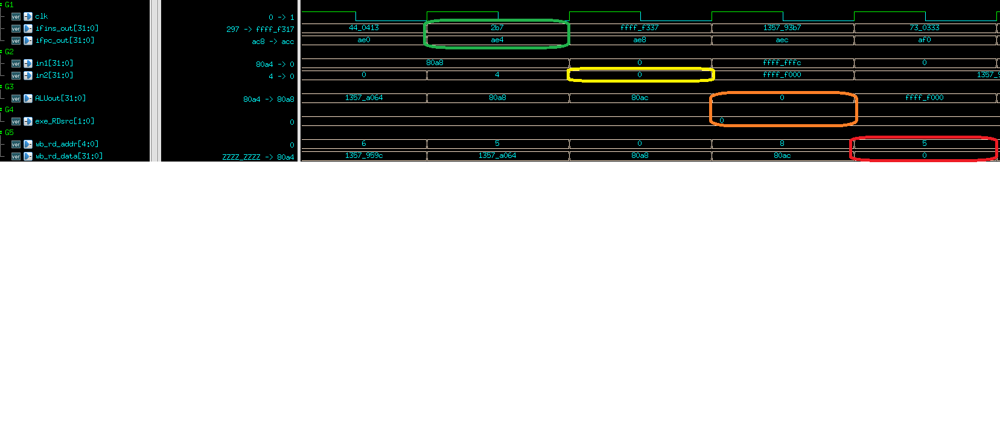 G1
ver clk 0 -> 1
ver ifins_out[31:0] 297 -> ffff_f317 44_0413 2b7 ffff_f337 1357_93b7 73_0333
ver ifpc_out[31:0] ac8 -> acc ae0 ae4 ae8 aec af0
G2
ver in1[31:0] 80a4 -> 0 80a8 0 ffff_fffc 0
ver in2[31:0] 4 -> 0 0 4 0 ffff_f000
G3
ver ALUout[31:0] 80a4 -> 80a8 1357_a064 80a8 80ac 0 ffff_f000
G4
ver exe_RDsrc[1:0] 0 0
G5
ver wb_rd_addr[4:0] 0 6 5 0 8 5
ver wb_rd_data[31:0] ZZZZ_ZZZZ -> 80a4 1357_959c 1357_a064 80a8 80ac 0